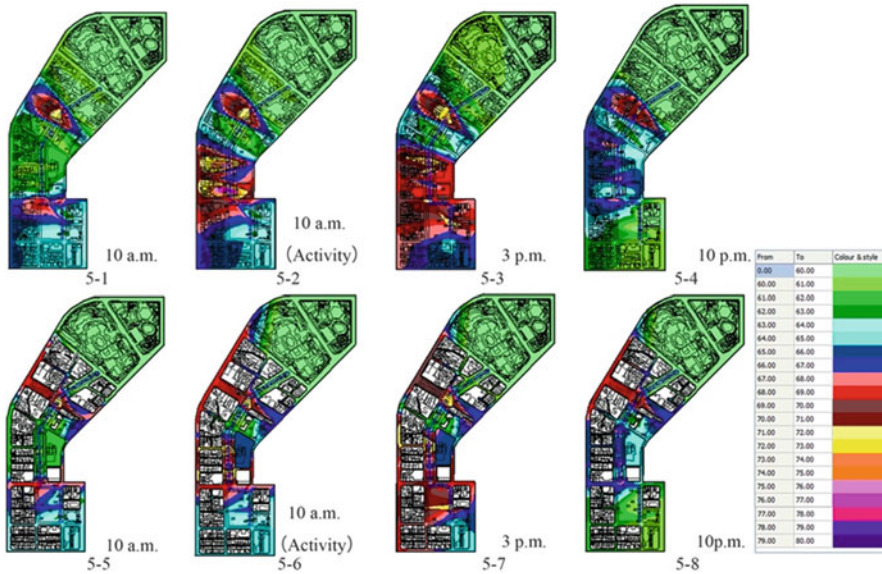 10 a.m.
5-1
10 a.m.
(Activity)
5-2
3 p.m.
5-3
10 p.m.
5-4
10 a.m.
5-5
10 a.m.
(Activity)
5-6
3 p.m.
5-7
10p.m.
5-8
From To Colour & style
0.00 60.00
60.00 61.00
61.00 62.00
62.00 63.00
63.00 64.00
64.00 65.00
65.00 66.00
66.00 67.00
67.00 68.00
68.00 69.00
69.00 70.00
70.00 71.00
71.00 72.00
72.00 73.00
73.00 74.00
74.00 75.00
75.00 76.00
76.00 77.00
77.00 78.00
78.00 79.00
79.00 80.00